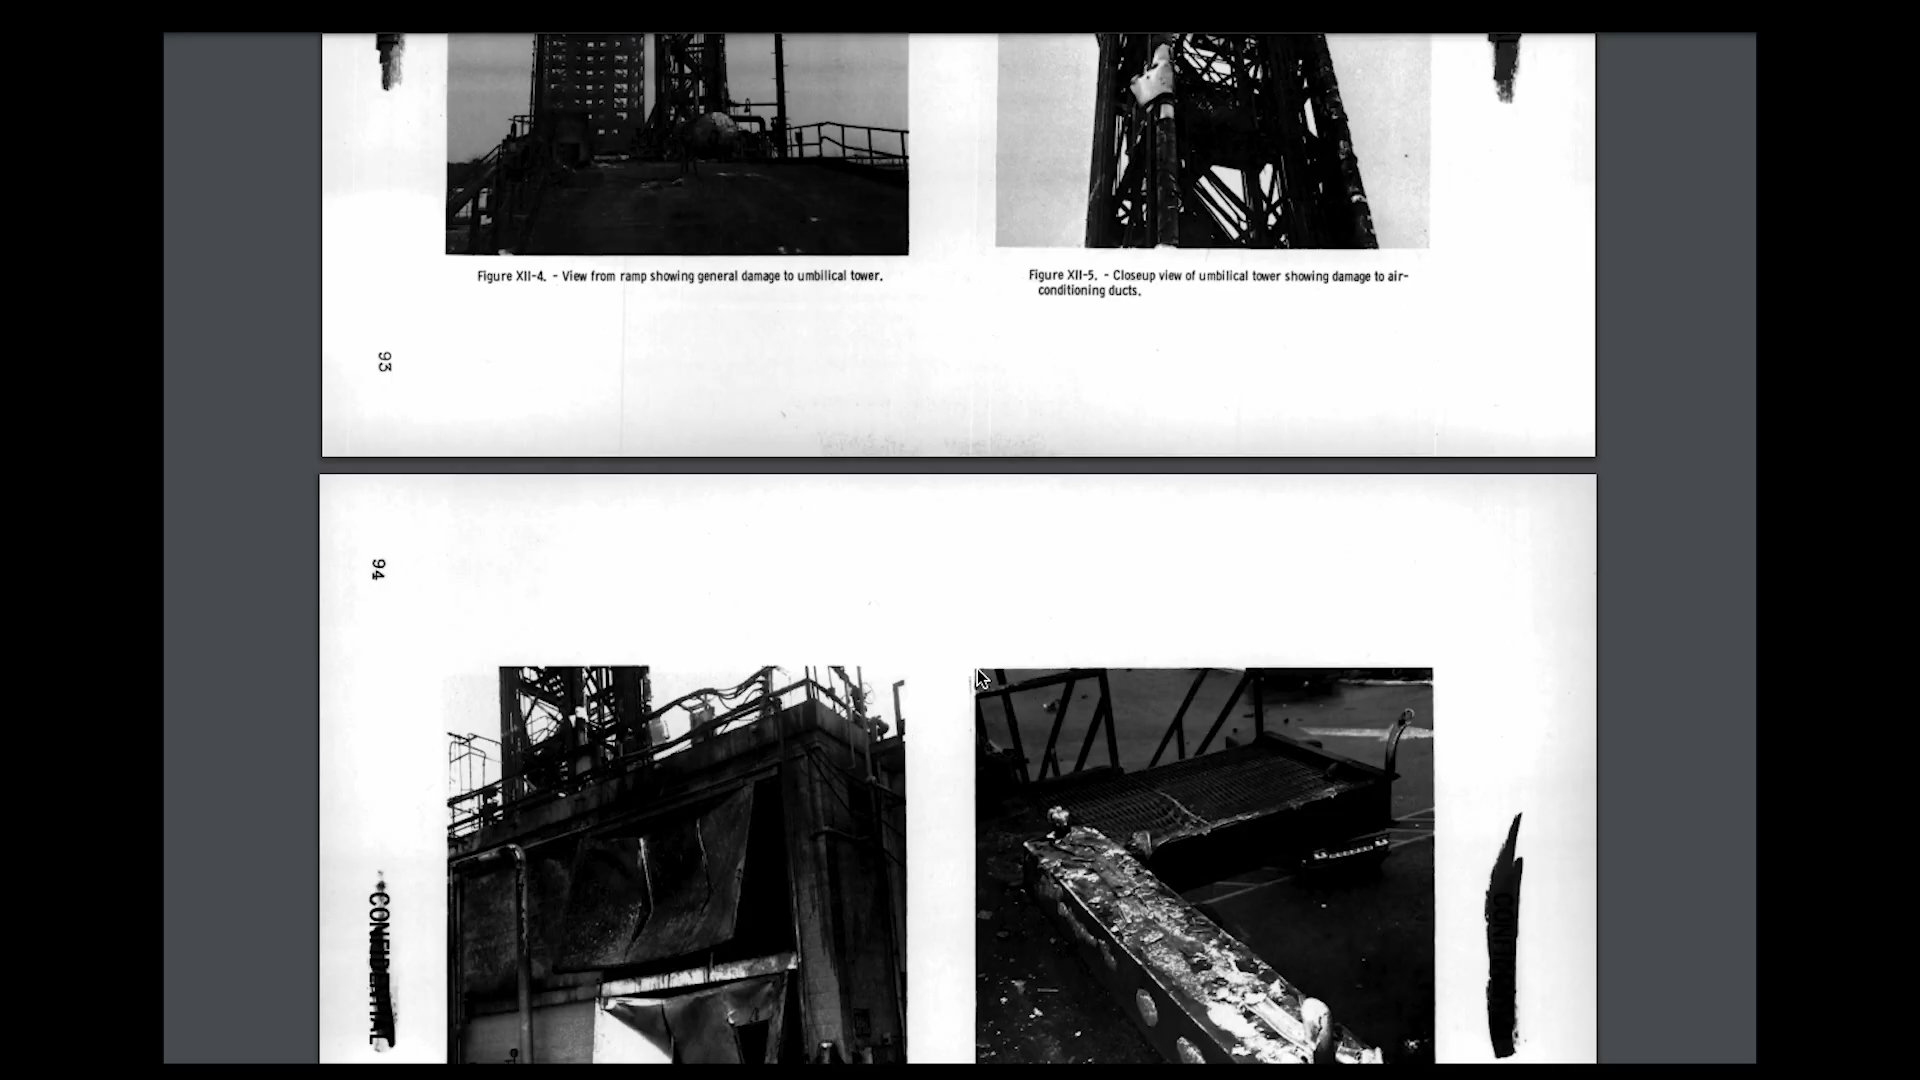 Figure XII-4. - View from ramp showing general damage to umbilical tower.
Figure XII-5. - Closeup view of umbilical tower showing damage to air-
conditioning ducts.
93
94
CONFIDENTIAL